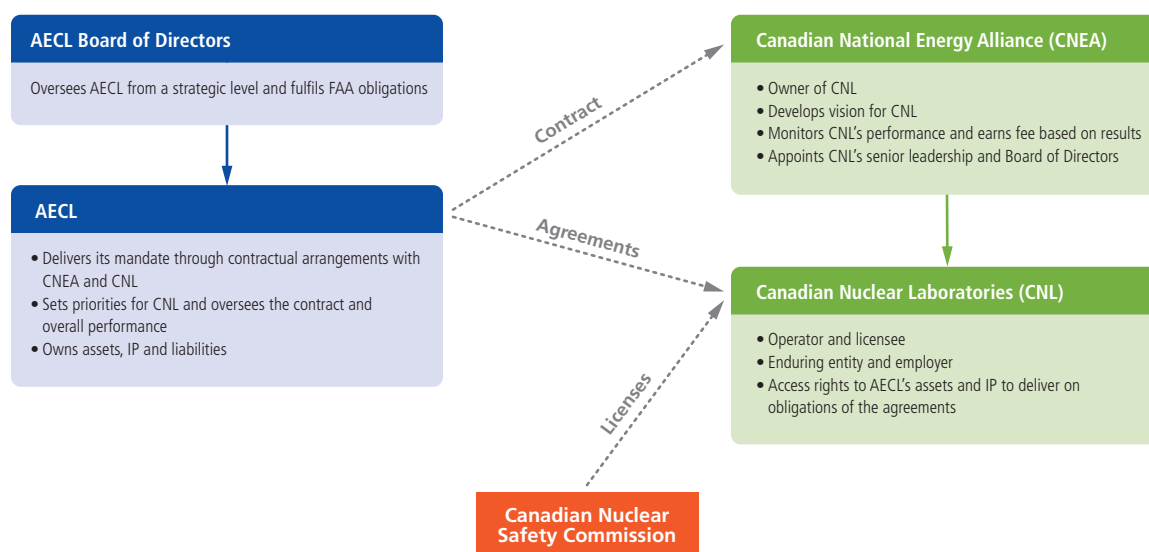 AECL Board of Directors
Oversees AECL from a strategic level and fulfils FAA obligations
AECL
• Delivers its mandate through contractual arrangements with
CNEA and CNL
• Sets priorities for CNL and oversees the contract and
overall performance
• Owns assets, IP and liabilities
Contract
Agreements
Licenses
Canadian National Energy Alliance (CNEA)
• Owner of CNL
• Develops vision for CNL
• Monitors CNL's performance and earns fee based on results
• Appoints CNL's senior leadership and Board of Directors
Canadian Nuclear Laboratories (CNL)
• Operator and licensee
• Enduring entity and employer
• Access rights to AECL's assets and IP to deliver on
obligations of the agreements
Canadian Nuclear
Safety Commission